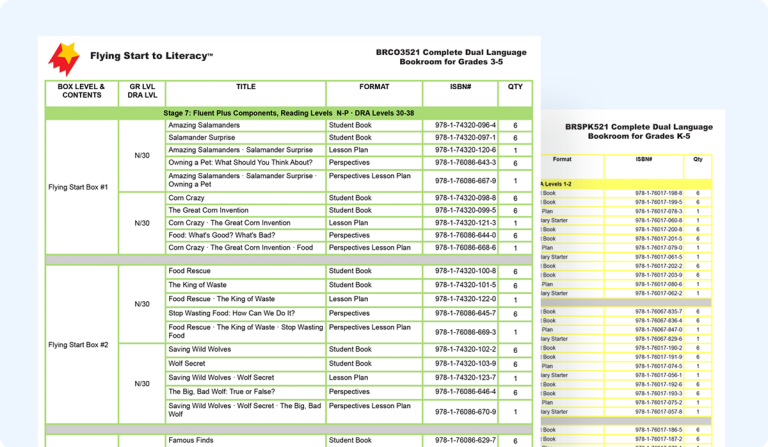 Flying Start to Literacy™
BRCO3521 Complete Dual Language
Bookroom for Grades 3-5
BOX LEVEL & CONTENTS GR LVL DRA LVL TITLE FORMAT ISBN# QTY
Stage 7: Fluent Plus Components, Reading Levels N-P · DRA Levels 30-38
Flying Start Box #1
N/30
Amazing Salamanders Student Book 978-1-74320-096-4 6
Salamander Surprise Student Book 978-1-74320-097-1 6
Amazing Salamanders · Salamander Surprise Lesson Plan 978-1-74320-120-6 1
Owning a Pet: What Should You Think About? Perspectives 978-1-76086-643-3 6
Amazing Salamanders · Salamander Surprise · Owning a Pet Perspectives Lesson Plan 978-1-76086-667-9 1
N/30
Corn Crazy Student Book 978-1-74320-098-8 6
The Great Corn Invention Student Book 978-1-74320-099-5 6
Corn Crazy · The Great Corn Invention Lesson Plan 978-1-74320-121-3 1
Food: What's Good? What's Bad? Perspectives 978-1-76086-644-0 6
Corn Crazy · The Great Corn Invention · Food Perspectives Lesson Plan 978-1-76086-668-6 1
Flying Start Box #2
N/30
Food Rescue Student Book 978-1-74320-100-8 6
The King of Waste Student Book 978-1-74320-101-5 6
Food Rescue · The King of Waste Lesson Plan 978-1-74320-122-0 1
Stop Wasting Food: How Can We Do It? Perspectives 978-1-76086-645-7 6
Food Rescue · The King of Waste · Stop Wasting Food Perspectives Lesson Plan 978-1-76086-669-3 1
N/30
Saving Wild Wolves Student Book 978-1-74320-102-2 6
Wolf Secret Student Book 978-1-74320-103-9 6
Saving Wild Wolves · Wolf Secret Lesson Plan 978-1-74320-123-7 1
The Big, Bad Wolf: True or False? Perspectives 978-1-76086-646-4 6
Saving Wild Wolves · Wolf Secret · The Big, Bad Wolf Perspectives Lesson Plan 978-1-76086-670-9 1
Famous Finds Student Book 978-1-76086-629-7 6
BRSPK521 Complete Dual Language
Bookroom for Grades K-5
Format ISBN# Qty
A Levels 1-2
Book 978-1-76017-198-8 6
Book 978-1-76017-199-5 6
Plan 978-1-76017-078-3 1
lary Starter 978-1-76017-060-8 1
Book 978-1-76017-200-8 6
Book 978-1-76017-201-5 6
Plan 978-1-76017-079-0 1
lary Starter 978-1-76017-061-5 1
Book 978-1-76017-202-2 6
Book 978-1-76017-203-9 6
Plan 978-1-76017-080-6 1
lary Starter 978-1-76017-062-2 1
Book 978-1-76067-835-7 6
Book 978-1-76067-836-4 6
Plan 978-1-76067-847-0 1
lary Starter 978-1-76067-829-6 1
Book 978-1-76017-190-2 6
Book 978-1-76017-191-9 6
Plan 978-1-76017-074-5 1
lary Starter 978-1-76017-056-1 1
Book 978-1-76017-192-6 6
Book 978-1-76017-193-3 6
Plan 978-1-76017-075-2 1
lary Starter 978-1-76017-057-8 1
Book 978-1-76017-186-5 6
Book 978-1-76017-187-2 6